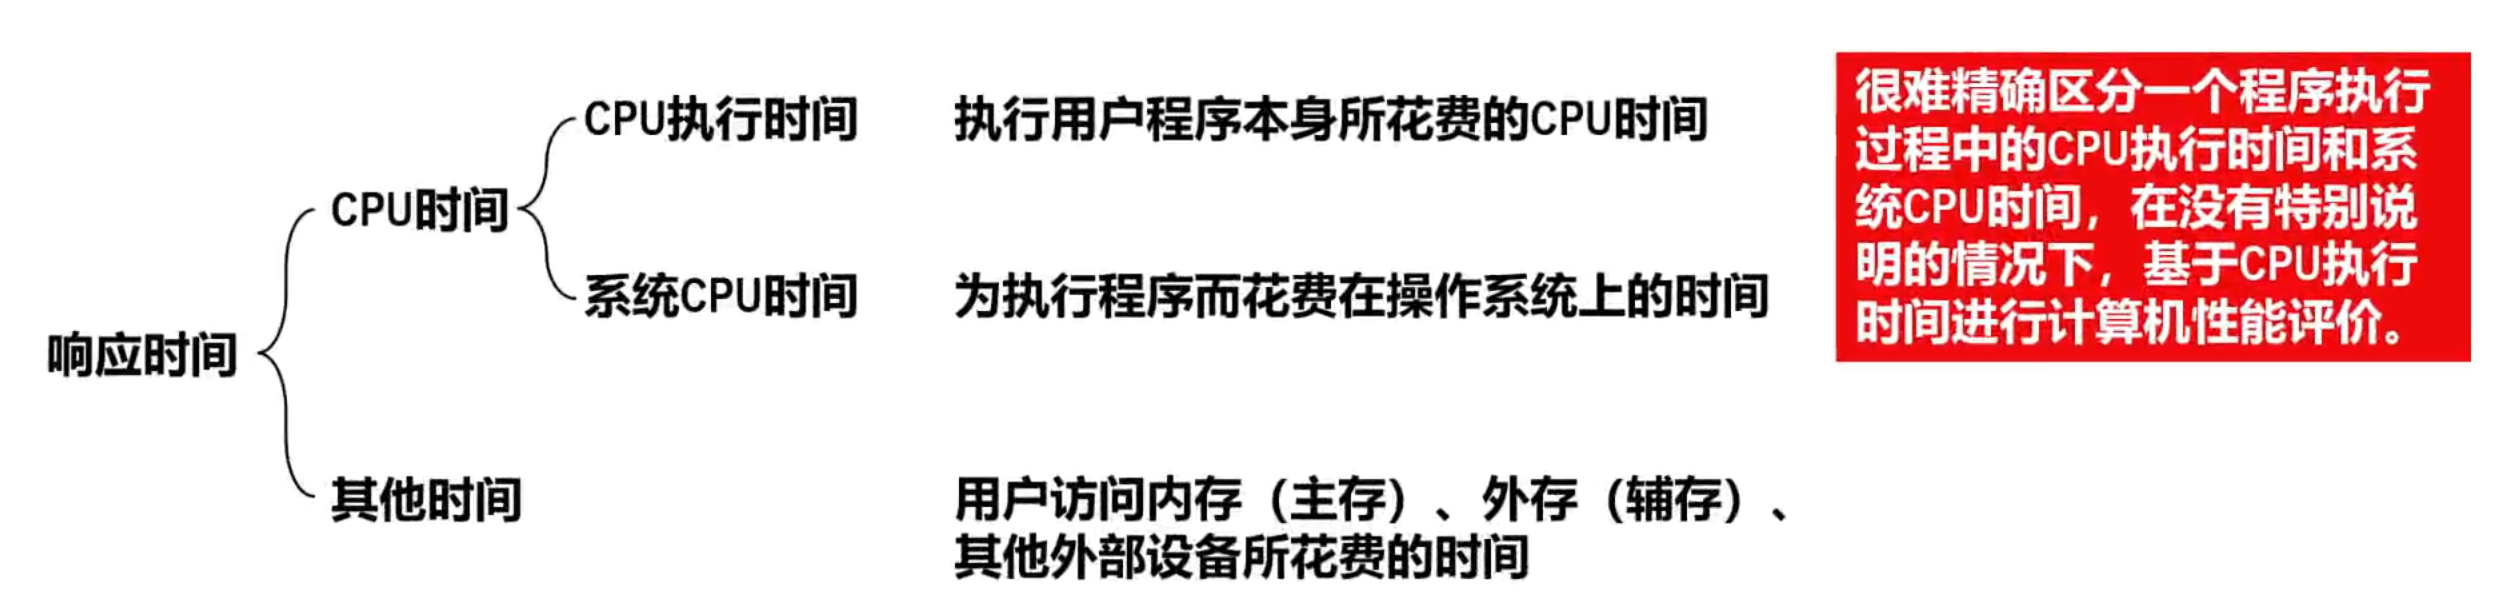 CPU执行时间
执行用户程序本身所花费的CPU时间
很难精确区分一个程序执行
过程中的CPU执行时间和系
统CPU时间，在没有特别说
明的情况下，基于CPU执行
时间进行计算机性能评价。
CPU时间
系统CPU时间
为执行程序而花费在操作系统上的时间
响应时间
其他时间
用户访问内存（主存）、外存（辅存）、
其他外部设备所花费的时间